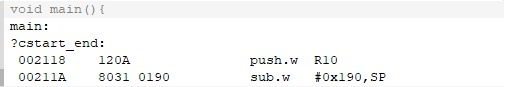 void main(){
main:
?cstart_end:
002118 120A push.w R10
00211A 8031 0190 sub.w #0x190,SP